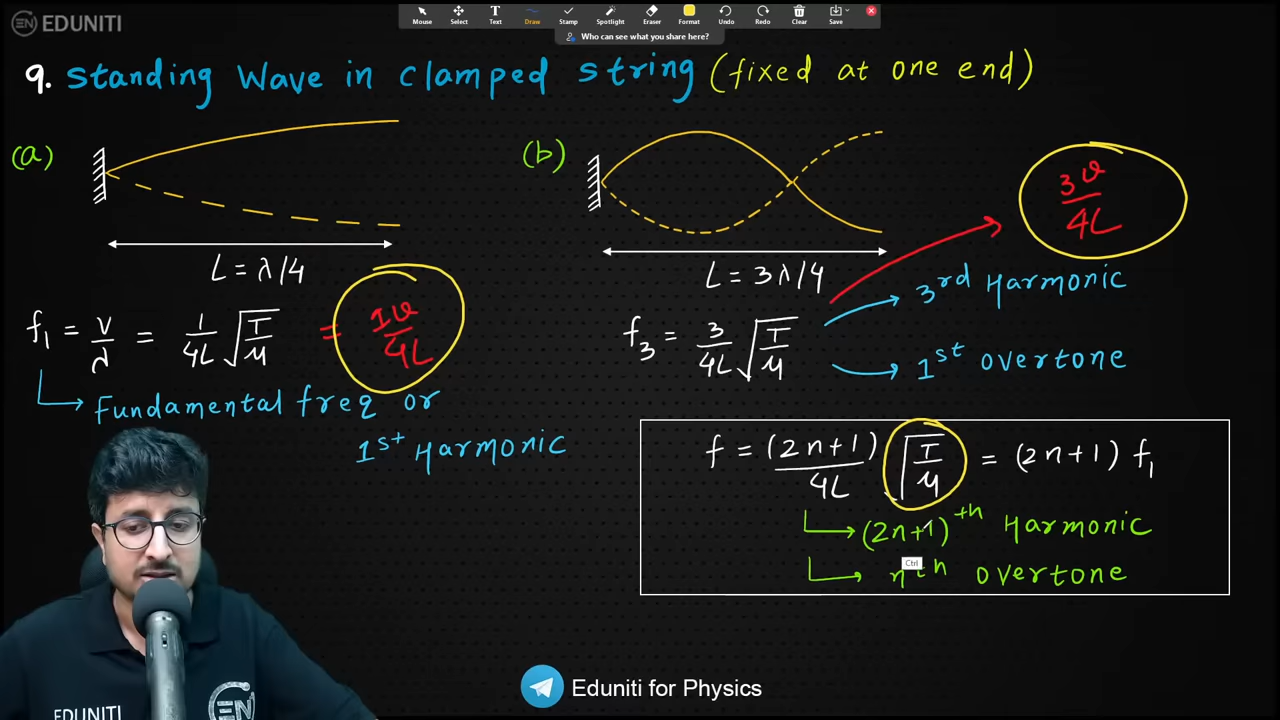 EDUNITI
Mouse Select Text Draw Stamp Spotlight Eraser Format Undo Redo Clear Save
Who can see what you share here?
9. Standing Wave in clamped string (fixed at one end)
(a)
L = λ/4
f₁ = v/λ = 1/4L √(T/μ) = 1v/4L
Fundamental freq or
1st Harmonic
(b)
L = 3λ/4
3v/4L
f₃ = 3/4L √(T/μ)
3rd Harmonic
1st overtone
f = (2n+1)/4L √(T/μ) = (2n+1) f₁
(2n+1)th Harmonic
Ctrl
nth overtone
EDUNITI
Eduniti for Physics